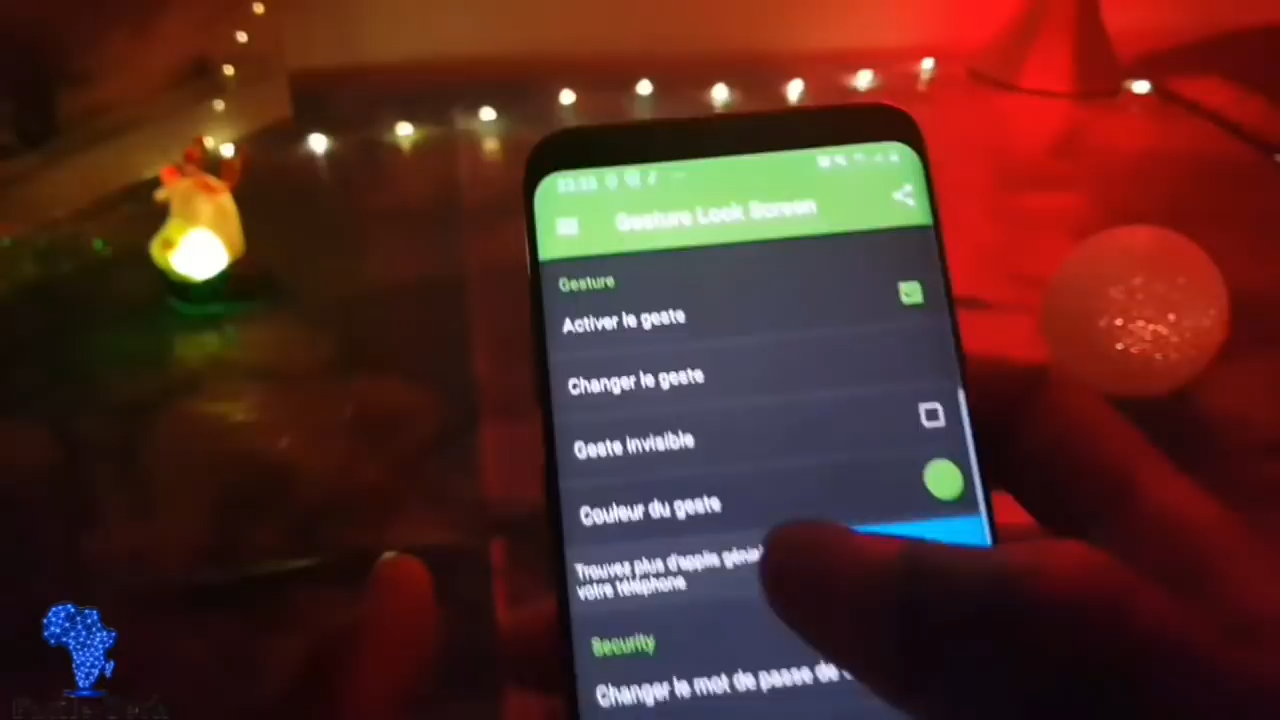 Gesture Lock Screen
Gesture
Activer le geste
Changer le geste
Geste invisible
Couleur du geste
Trouvez plus d'applis
votre téléphone
Security
Changer le mot de passe de